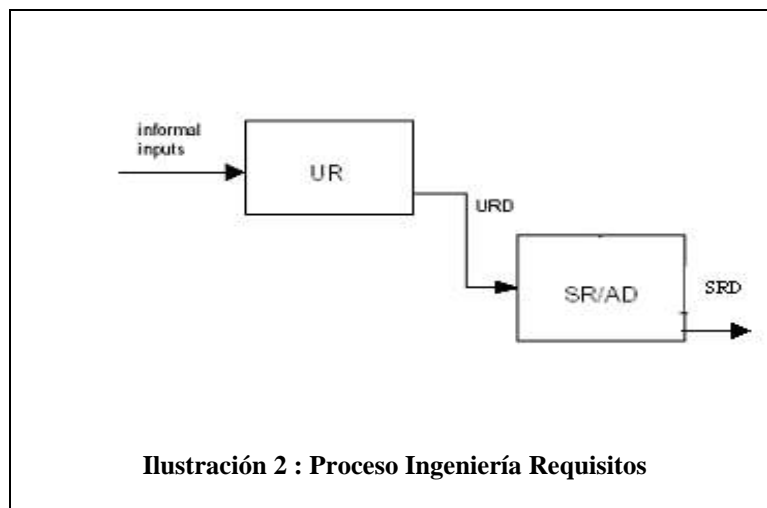 informal
inputs
UR
URD
SR/AD
SRD
Ilustración 2 : Proceso Ingeniería Requisitos